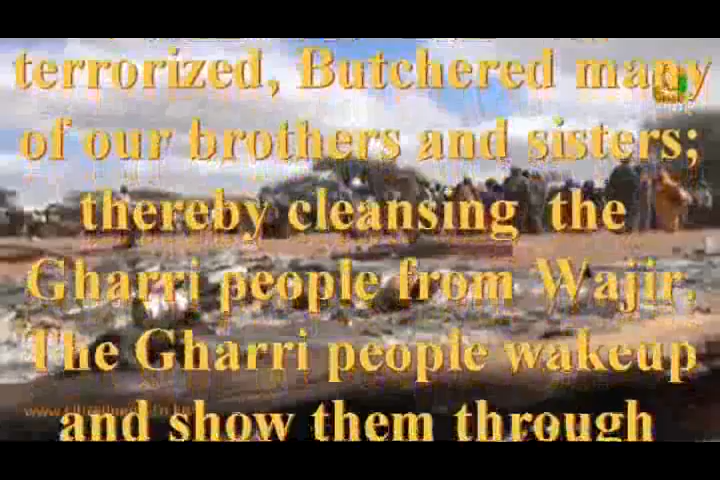 terrorized, Butchered many
of our brothers and sisters;
thereby cleansing the
Gharri people from Wajir.
The Gharri people wakeup
and show them through